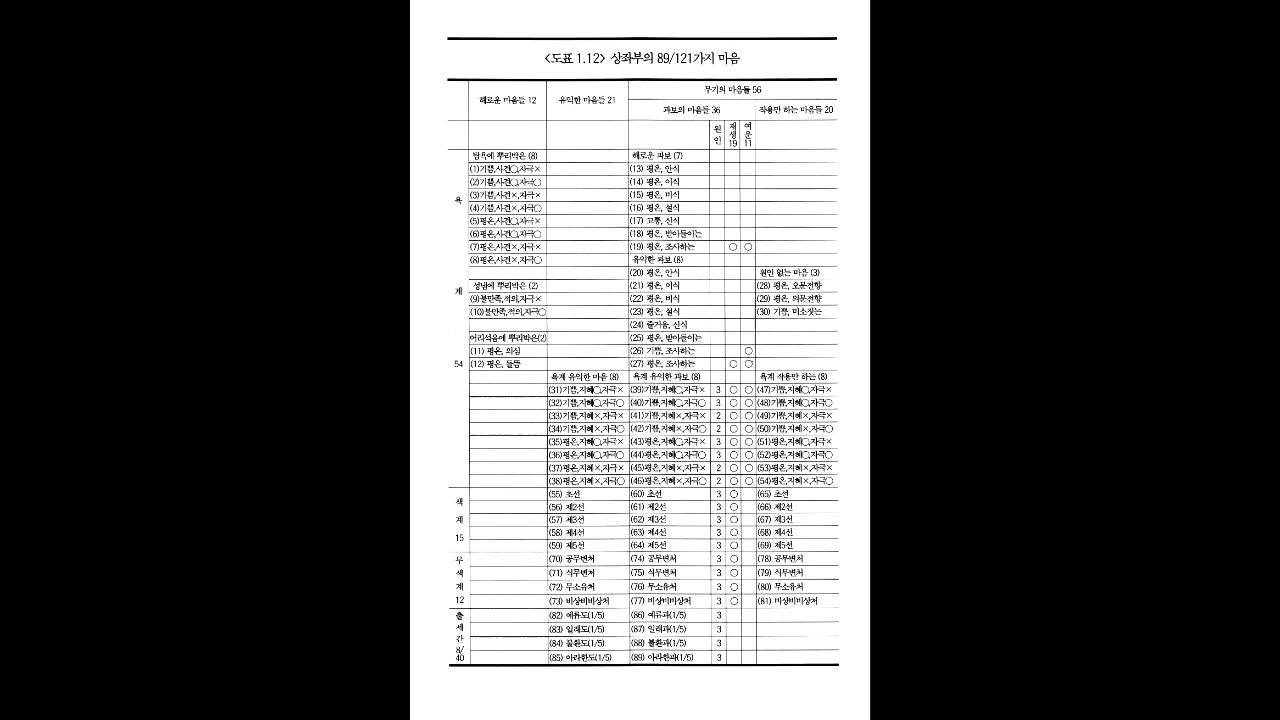 <도표 1.12> 상좌부의 89/121가지 마음
해로운 마음들 12 유익한 마음들 21 무기의 마음들 56
과보의 마음들 36 작용만 하는 마음들 20
원인 재생19 여운11
탐욕에 뿌리박은 (8) 해로운 과보 (7)
(1)기쁨,사견○,자극× (13) 평온, 안식
(2)기쁨,사견○,자극○ (14) 평온, 이식
(3)기쁨,사견×,자극× (15) 평온, 비식
욕 (4)기쁨,사견×,자극○ (16) 평온, 설식
(5)평온,사견○,자극× (17) 고통, 신식
(6)평온,사견○,자극○ (18) 평온, 받아들이는
(7)평온,사견×,자극× (19) 평온, 조사하는 ○ ○
(8)평온,사견×,자극○ 유익한 과보 (8)
(20) 평온, 안식 원인 없는 마음 (3)
계 성냄에 뿌리박은 (2) (21) 평온, 이식 (28) 평온, 오문전향
(9)불만족,적의,자극× (22) 평온, 비식 (29) 평온, 의문전향
(10)불만족,적의,자극○ (23) 평온, 설식 (30) 기쁨, 미소짓는
(24) 즐거움, 신식
어리석음에 뿌리박은(2) (25) 평온, 받아들이는
(11) 평온, 의심 (26) 기쁨, 조사하는 ○
54 (12) 평온, 들뜸 (27) 평온, 조사하는 ○ ○
욕계 유익한 마음 (8) 욕계 유익한 과보 (8) 욕계 작용만 하는 (8)
(31)기쁨,지혜○,자극× (39)기쁨,지혜○,자극× 3 ○ ○ (47)기쁨,지혜○,자극×
(32)기쁨,지혜○,자극○ (40)기쁨,지혜○,자극○ 3 ○ ○ (48)기쁨,지혜○,자극○
(33)기쁨,지혜×,자극× (41)기쁨,지혜×,자극× 2 ○ ○ (49)기쁨,지혜×,자극×
(34)기쁨,지혜×,자극○ (42)기쁨,지혜×,자극○ 2 ○ ○ (50)기쁨,지혜×,자극○
(35)평온,지혜○,자극× (43)평온,지혜○,자극× 3 ○ ○ (51)평온,지혜○,자극×
(36)평온,지혜○,자극○ (44)평온,지혜○,자극○ 3 ○ ○ (52)평온,지혜○,자극○
(37)평온,지혜×,자극× (45)평온,지혜×,자극× 2 ○ ○ (53)평온,지혜×,자극×
(38)평온,지혜×,자극○ (46)평온,지혜×,자극○ 2 ○ ○ (54)평온,지혜×,자극○
색 (55) 초선 (60) 초선 3 ○ (65) 초선
(56) 제2선 (61) 제2선 3 ○ (66) 제2선
계 (57) 제3선 (62) 제3선 3 ○ (67) 제3선
15 (58) 제4선 (63) 제4선 3 ○ (68) 제4선
(59) 제5선 (64) 제5선 3 ○ (69) 제5선
무 (70) 공무변처 (74) 공무변처 3 ○ (78) 공무변처
색 (71) 식무변처 (75) 식무변처 3 ○ (79) 식무변처
계 (72) 무소유처 (76) 무소유처 3 ○ (80) 무소유처
12 (73) 비상비비상처 (77) 비상비비상처 3 ○ (81) 비상비비상처
출 (82) 예류도(1/5) (86) 예류과(1/5) 3
세 (83) 일래도(1/5) (87) 일래과(1/5) 3
간 (84) 불환도(1/5) (88) 불환과(1/5) 3
8/40 (85) 아라한도(1/5) (89) 아라한과(1/5) 3